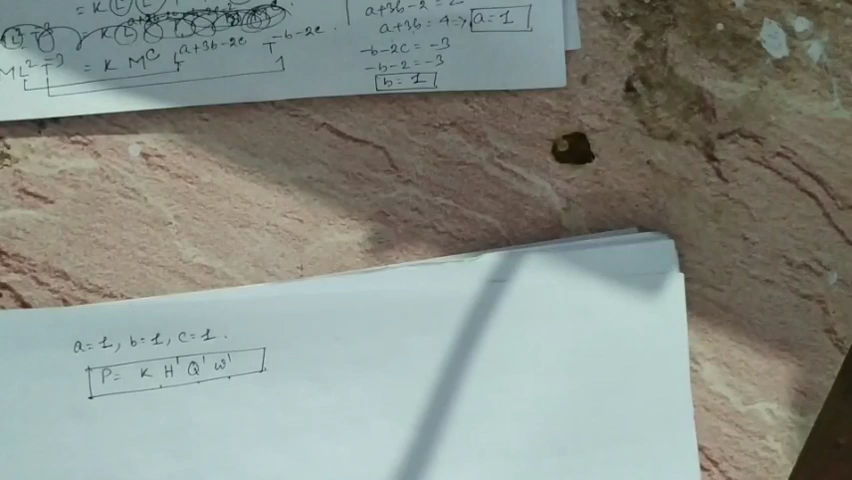 = K
a+3b-2 = 2
a+3b = 4 → a = 1
ML²T⁻³ = K M^c L^(a+3b-2c) T^(-b-2c)
-b-2c = -3
-b-2 = -3
b = 1
a=1, b=1, c=1.
P = K H¹ Q¹ W¹